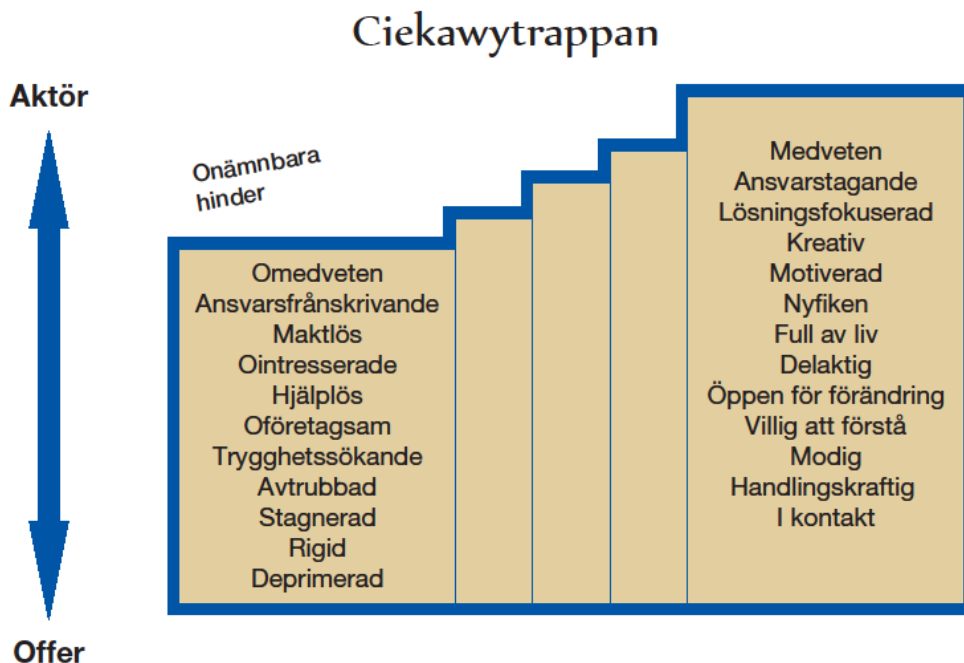 Ciekawytrappan
Aktör
Onämnbara
hinder
Omedveten
Ansvarsfrånskrivande
Maktlös
Ointresserade
Hjälplös
Oföretagsam
Trygghetssökande
Avtrubbad
Stagnerad
Rigid
Deprimerad
Medveten
Ansvarstagande
Lösningsfokuserad
Kreativ
Motiverad
Nyfiken
Full av liv
Delaktig
Öppen för förändring
Villig att förstå
Modig
Handlingskraftig
I kontakt
Offer